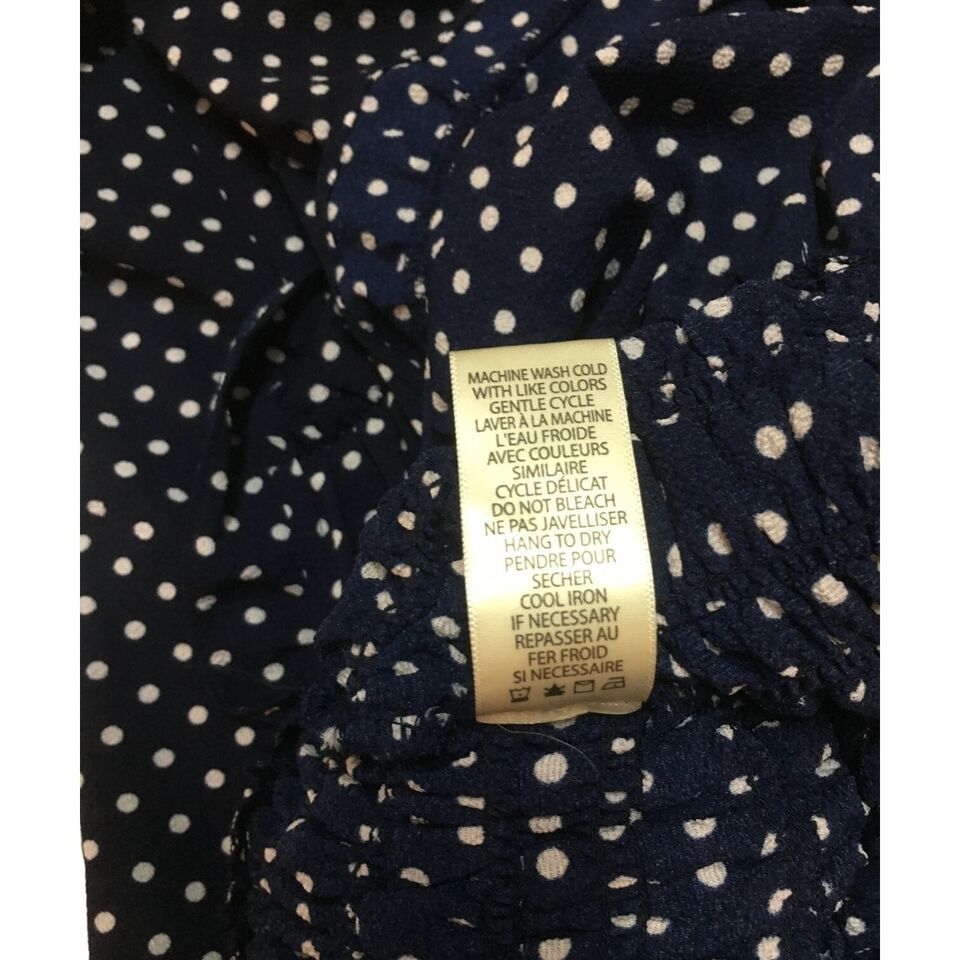 MACHINE WASH COLD
WITH LIKE COLORS
GENTLE CYCLE
LAVER À LA MACHINE
L'EAU FROIDE
AVEC COULEURS
SIMILAIRE
CYCLE DÉLICAT
DO NOT BLEACH
NE PAS JAVELLISER
HANG TO DRY
PENDRE POUR
SECHER
COOL IRON
IF NECESSARY
REPASSER AU
FER FROID
SI NECESSAIRE